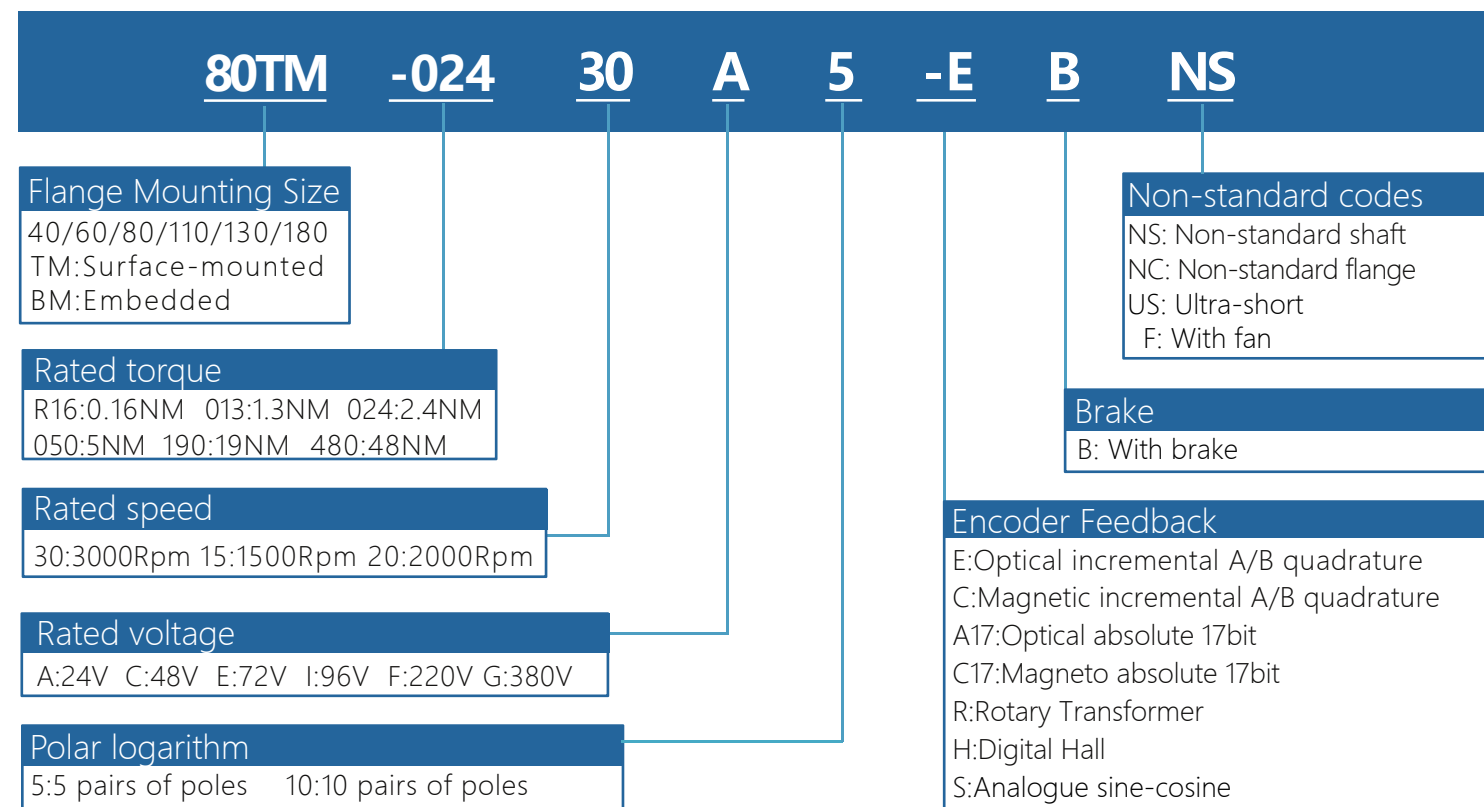 80TM -024 30 A 5 -E B NS
Flange Mounting Size
40/60/80/110/130/180
TM:Surface-mounted
BM:Embedded
Rated torque
R16:0.16NM 013:1.3NM 024:2.4NM
050:5NM 190:19NM 480:48NM
Rated speed
30:3000Rpm 15:1500Rpm 20:2000Rpm
Rated voltage
A:24V C:48V E:72V I:96V F:220V G:380V
Polar logarithm
5:5 pairs of poles 10:10 pairs of poles
Non-standard codes
NS: Non-standard shaft
NC: Non-standard flange
US: Ultra-short
F: With fan
Brake
B: With brake
Encoder Feedback
E:Optical incremental A/B quadrature
C:Magnetic incremental A/B quadrature
A17:Optical absolute 17bit
C17:Magneto absolute 17bit
R:Rotary Transformer
H:Digital Hall
S:Analogue sine-cosine